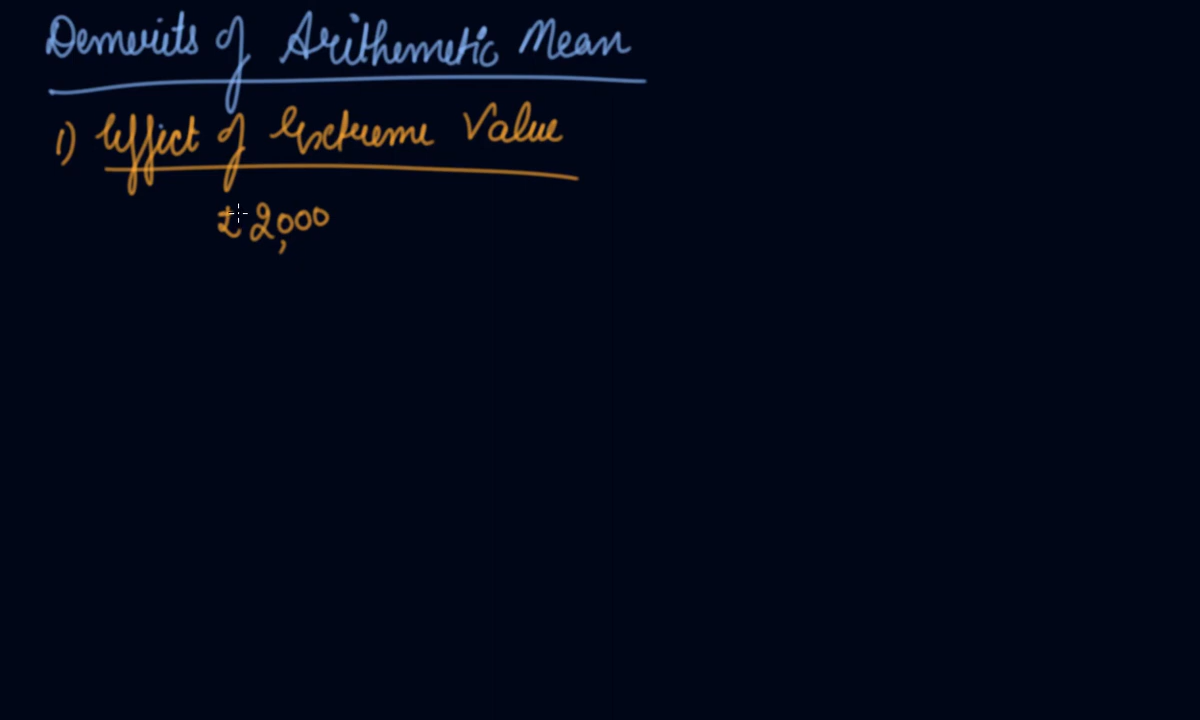 Demerits of Arithemetic Mean
1) Effect of Extreme Value
£2,000